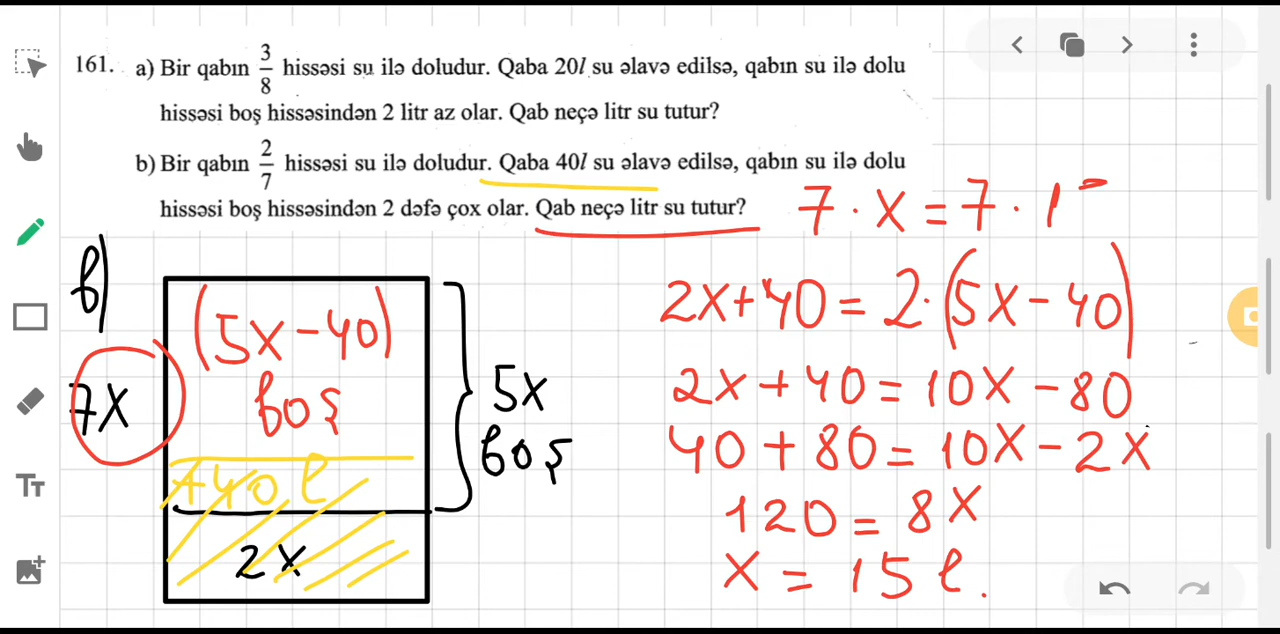 161. a) Bir qabın 3/8 hissəsi su ilə doludur. Qaba 20l su əlavə edilsə, qabın su ilə dolu
hissəsi boş hissəsindən 2 litr az olar. Qab neçə litr su tutur?
b) Bir qabın 2/7 hissəsi su ilə doludur. Qaba 40l su əlavə edilsə, qabın su ilə dolu
hissəsi boş hissəsindən 2 dəfə çox olar. Qab neçə litr su tutur?
7 · x = 7 · 1
b)
(5x - 40)
boş
7x
+40 l
2x
5x
boş
2x + 40 = 2 · (5x - 40)
2x + 40 = 10x - 80
40 + 80 = 10x - 2x
120 = 8x
x = 15 l.
TT